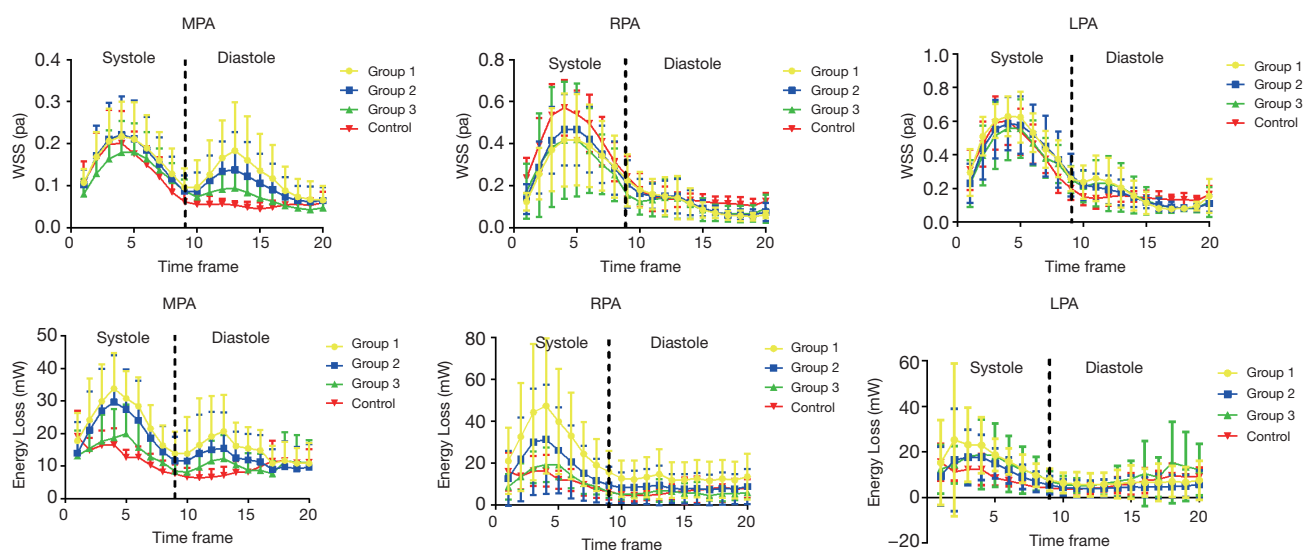 MPA
Systole
Diastole
WSS (pa)
0.4
0.3
0.2
0.1
0.0
0
5
10
15
20
Time frame
Group 1
Group 2
Group 3
Control
RPA
Systole
Diastole
WSS (pa)
0.8
0.6
0.4
0.2
0.0
0
5
10
15
20
Time frame
Group 1
Group 2
Group 3
Control
LPA
Systole
Diastole
WSS (pa)
1.0
0.8
0.6
0.4
0.2
0.0
0
5
10
15
20
Time frame
Group 1
Group 2
Group 3
Control
MPA
Systole
Diastole
Energy Loss (mW)
50
40
30
20
10
0
0
5
10
15
20
Time frame
Group 1
Group 2
Group 3
Control
RPA
Systole
Diastole
Energy Loss (mW)
80
60
40
20
0
0
5
10
15
20
Time frame
Group 1
Group 2
Group 3
Control
LPA
Systole
Diastole
Energy Loss (mW)
60
40
20
0
−20
5
10
15
20
Time frame
Group 1
Group 2
Group 3
Control